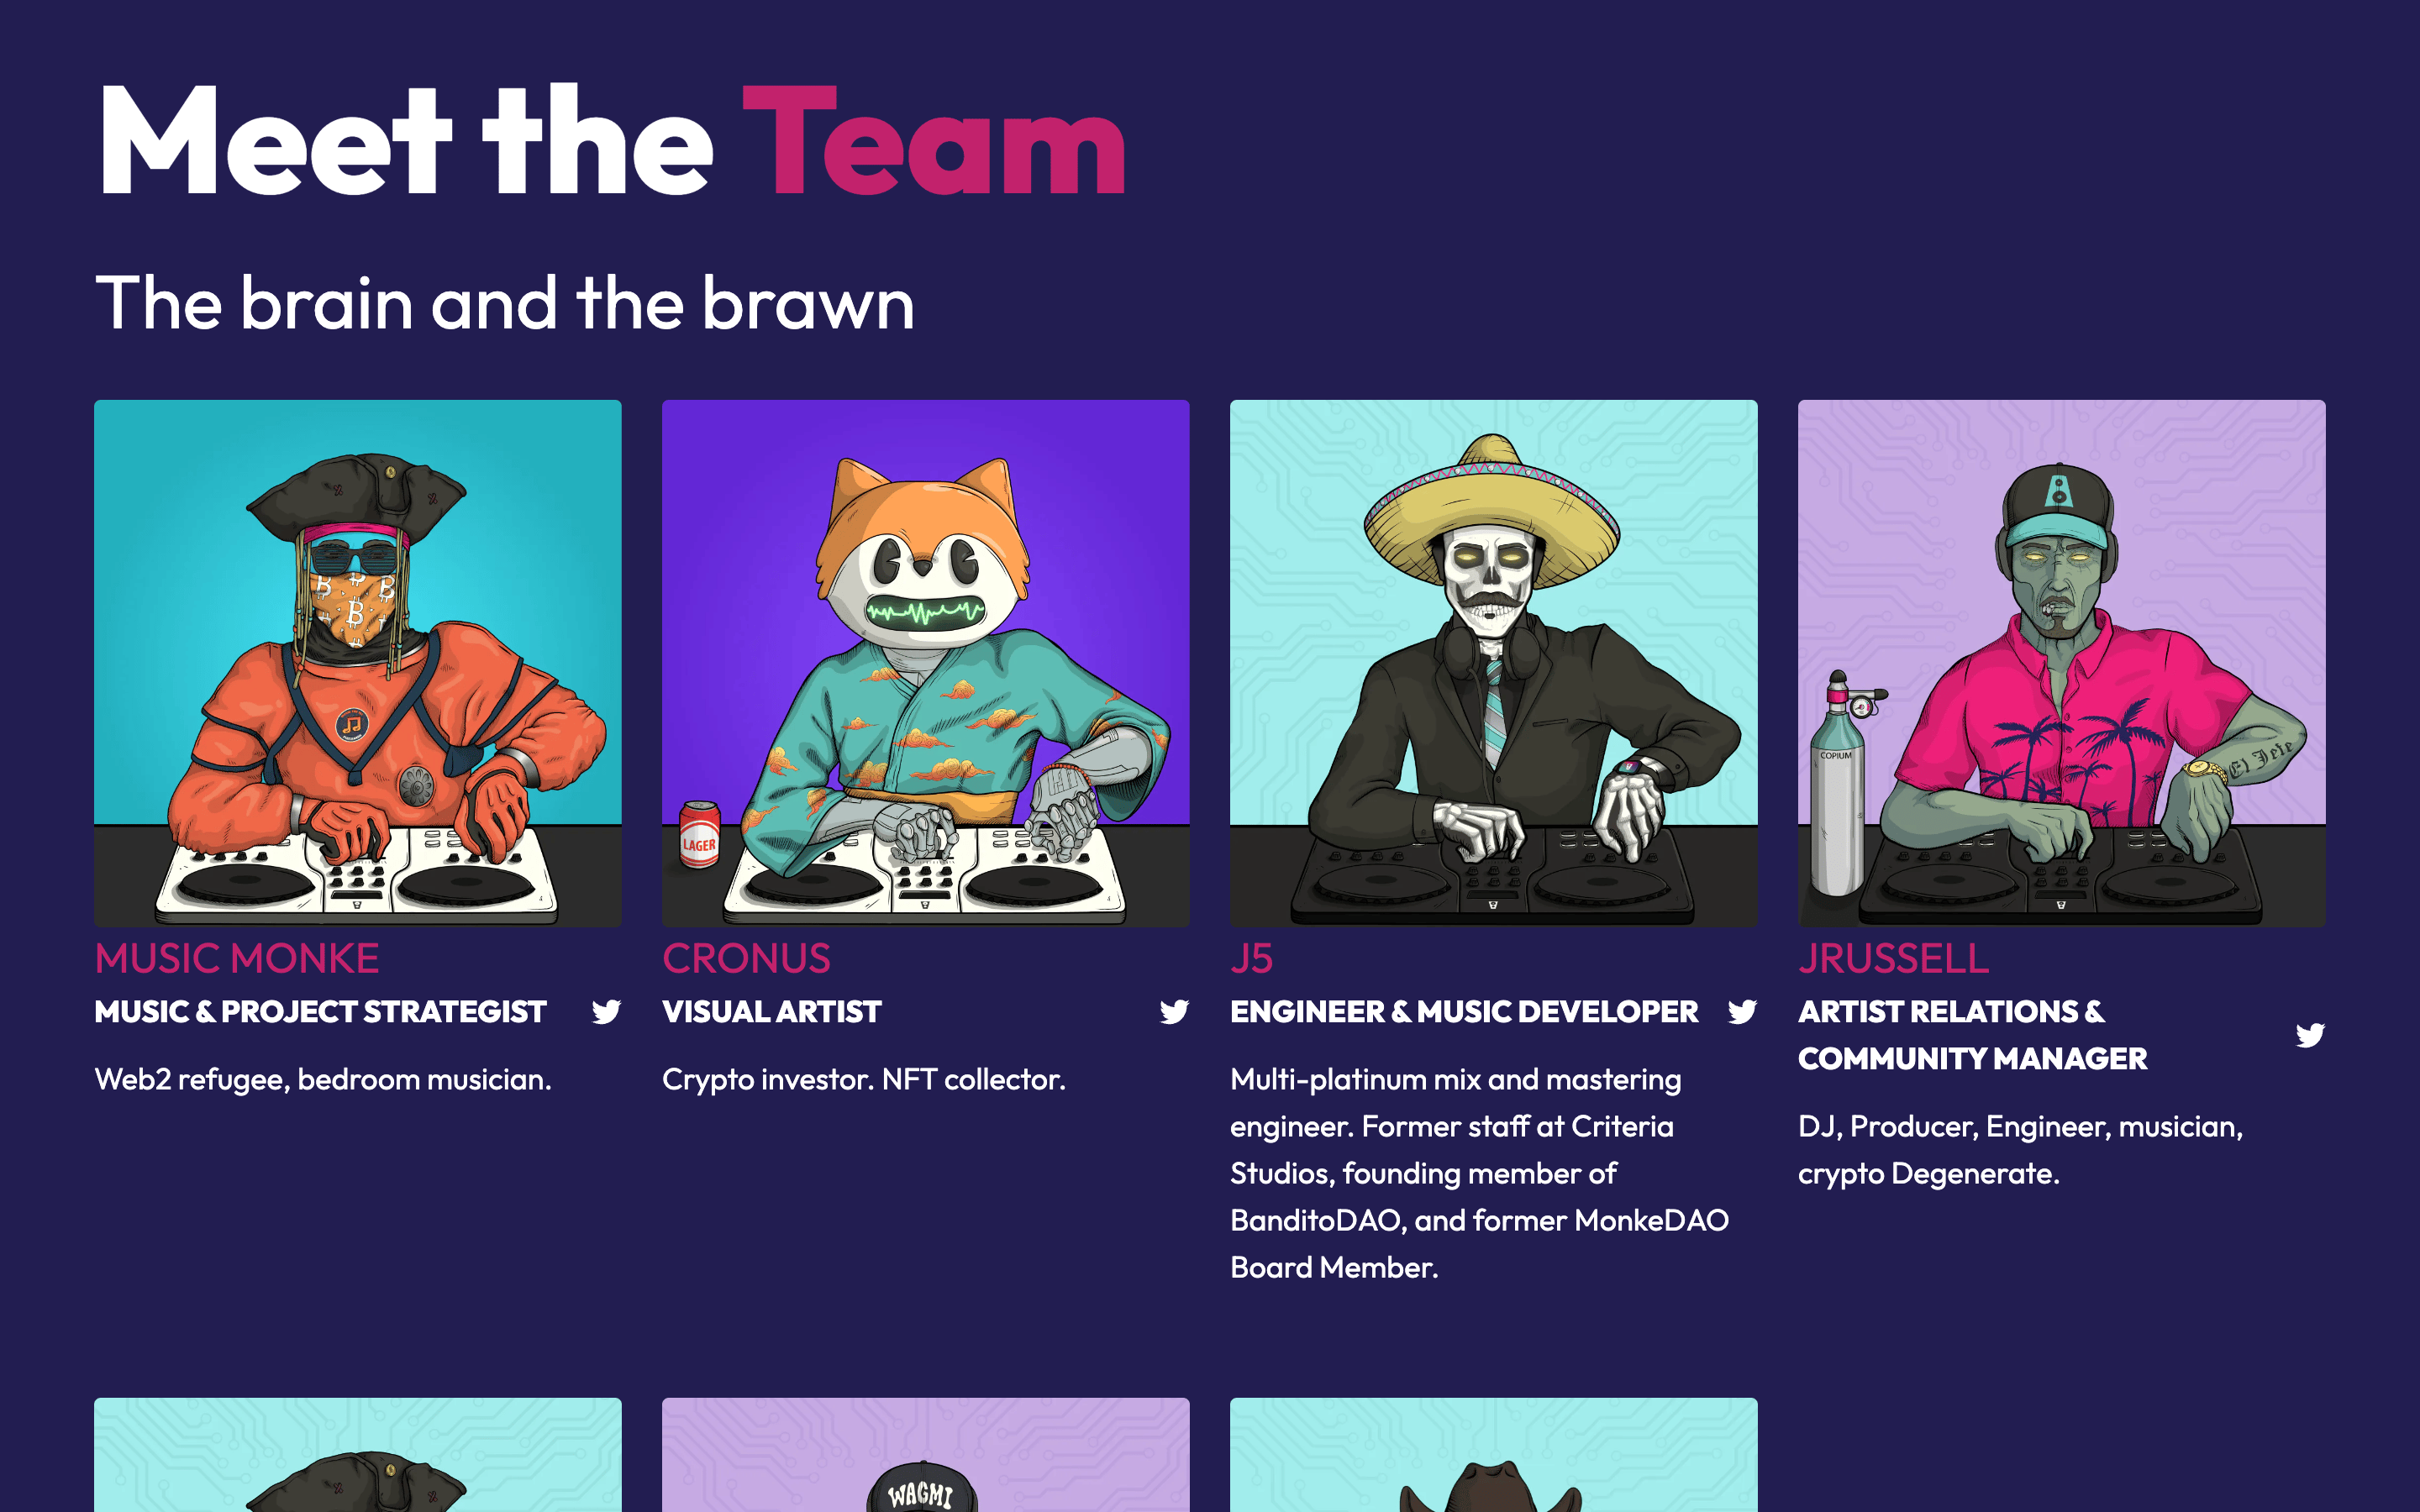 Meet the Team
The brain and the brawn
LAGER
COPIUM
El Jefe
MUSIC MONKE
MUSIC & PROJECT STRATEGIST
Web2 refugee, bedroom musician.
CRONUS
VISUAL ARTIST
Crypto investor. NFT collector.
J5
ENGINEER & MUSIC DEVELOPER
Multi-platinum mix and mastering
engineer. Former staff at Criteria
Studios, founding member of
BanditoDAO, and former MonkeDAO
Board Member.
JRUSSELL
ARTIST RELATIONS &
COMMUNITY MANAGER
DJ, Producer, Engineer, musician,
crypto Degenerate.
WAGMI